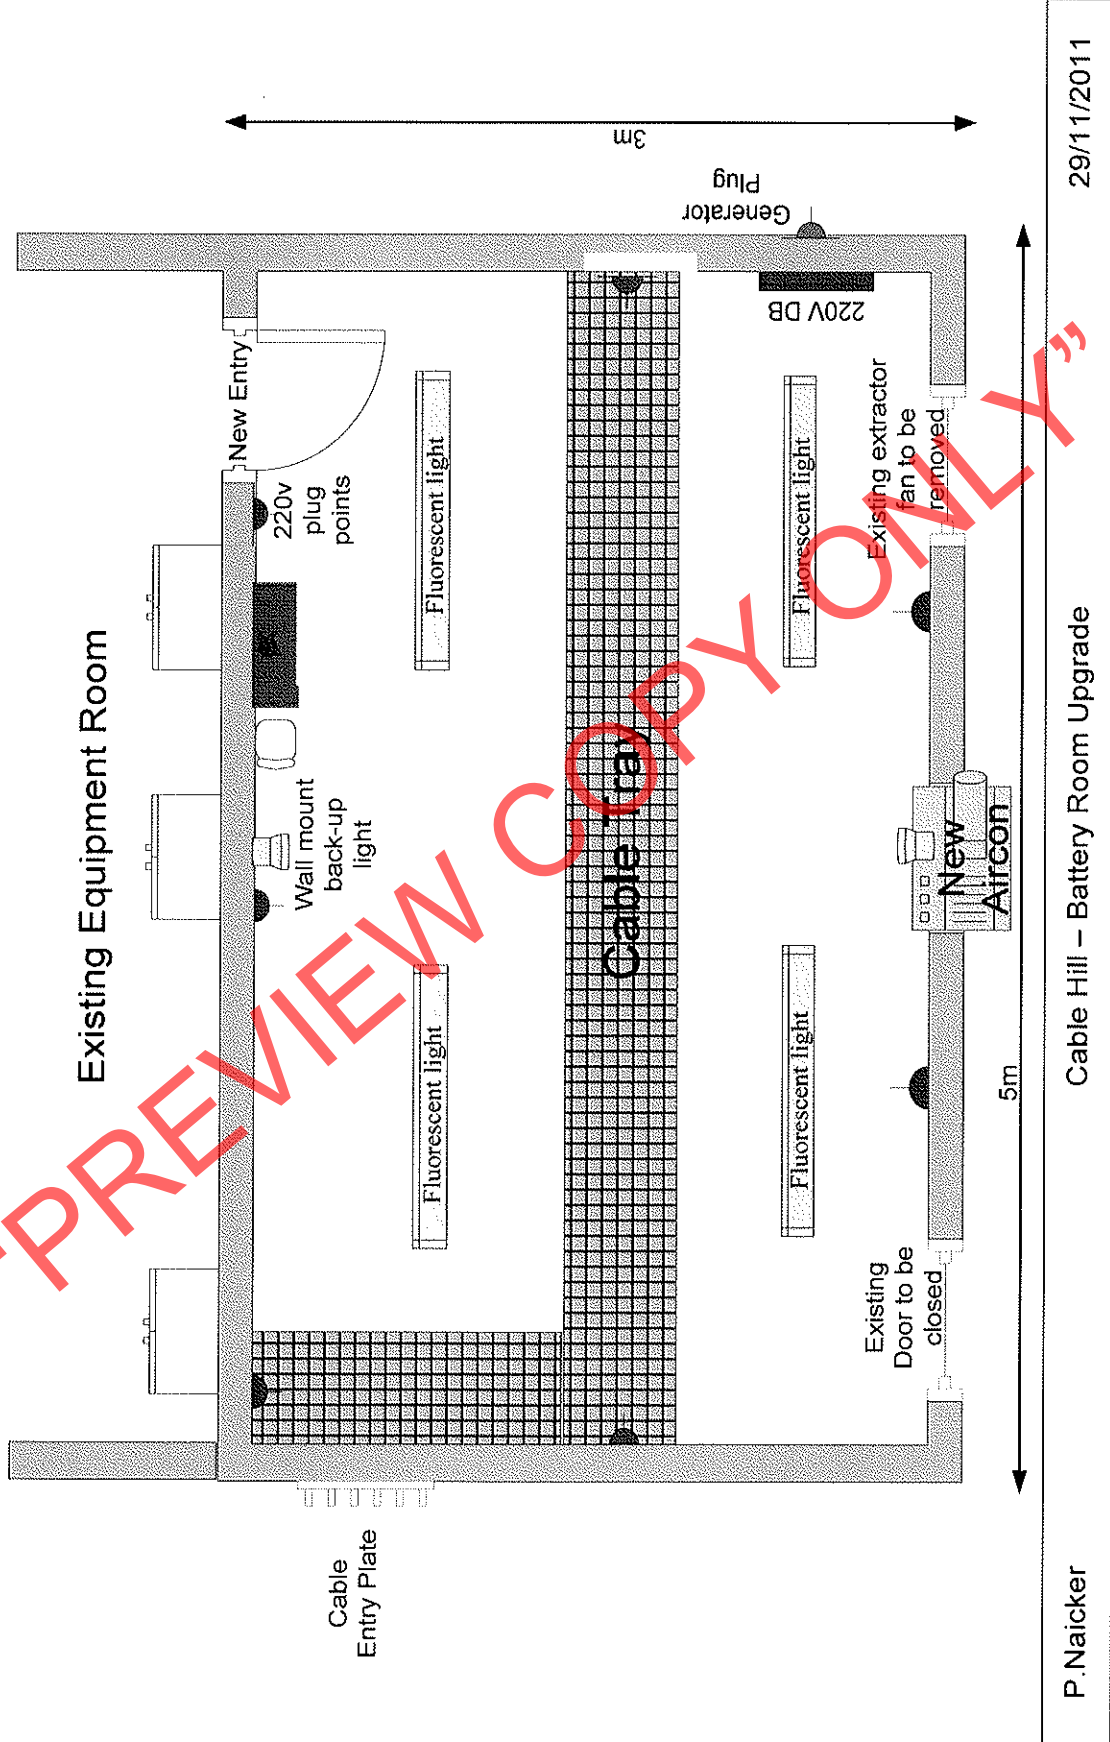 Existing Equipment Room
New Entry
220v
plug
points
Wall mount
back-up
light
Cable
Entry Plate
Fluorescent light
Fluorescent light
Cable Tray
Fluorescent light
Fluorescent light
Generator
Plug
220V DB
3m
Existing extractor
fan to be
removed
New
Aircon
Existing
Door to be
closed
5m
P.Naicker
Cable Hill – Battery Room Upgrade
29/11/2011
"PREVIEW COPY ONLY”